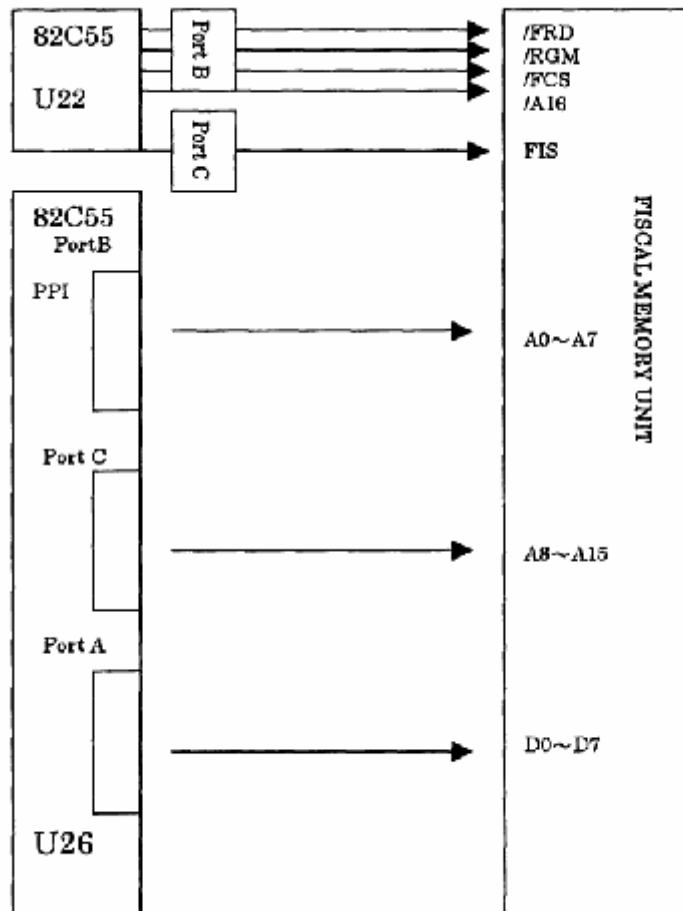 82C55
U22
Port B
Port C
/FRD
/RGM
/FCS
/A16
FIS
82C55
PortB
PPI
Port C
Port A
U26
A0~A7
A8~A15
D0~D7
FISCAL MEMORY UNIT